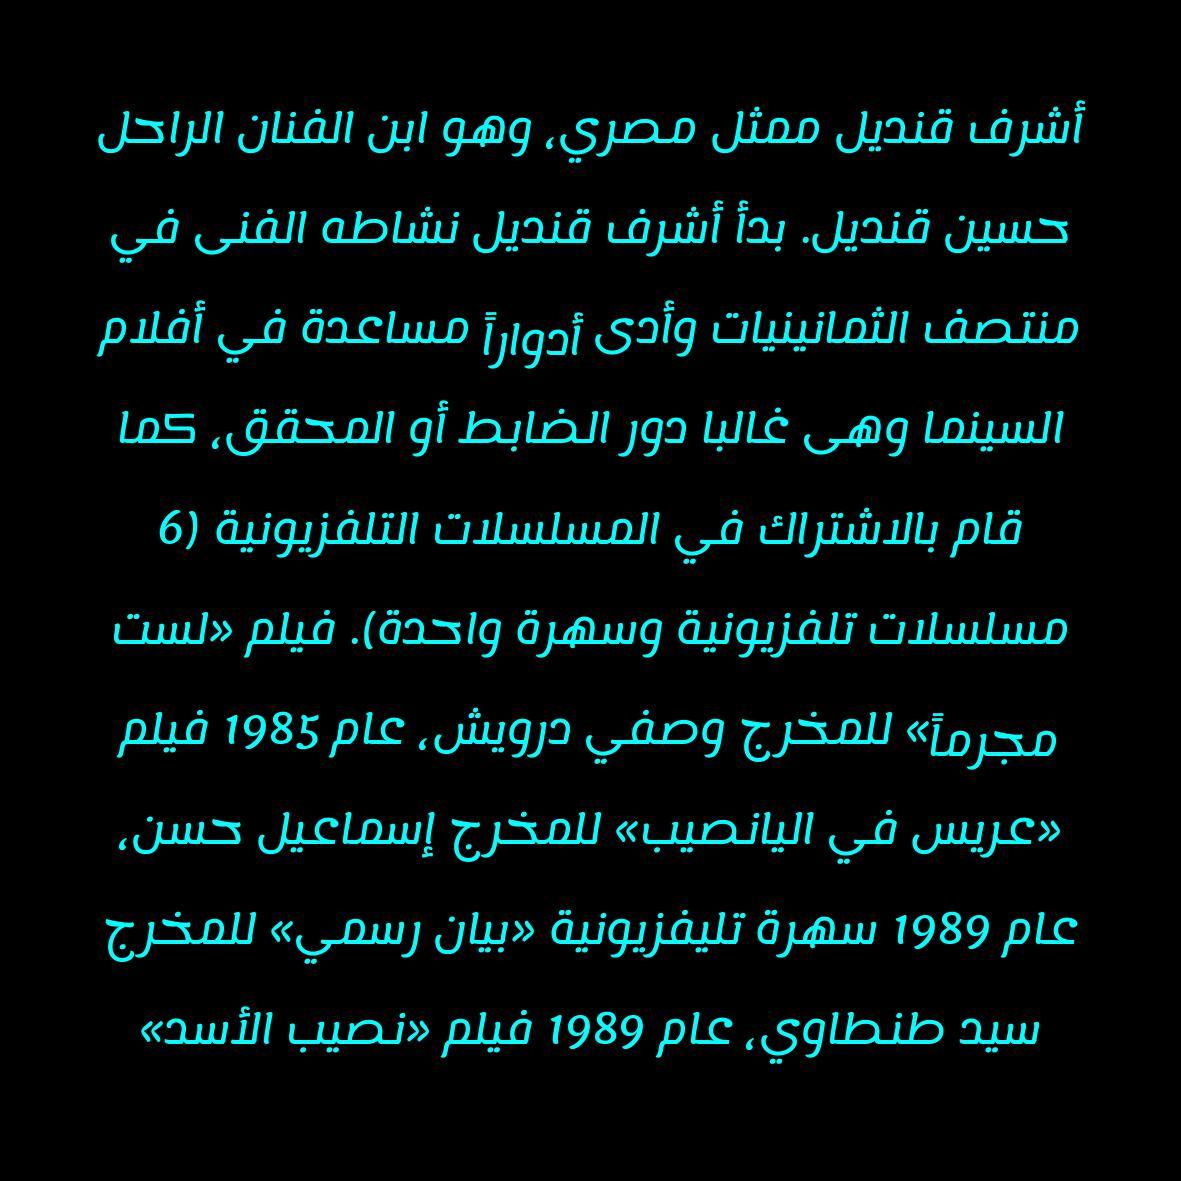 أشرف قنديل ممثل مصري، وهو ابن الفنان الراحل
حسين قنديل. بدأ أشرف قنديل نشاطه الفنى في
منتصف الثمانينيات وأدى أدواراً مساعدة في أفلام
السينما وهى غالبا دور الضابط أو المحقق، كما
قام بالاشتراك في المسلسلات التلفزيونية (6
مسلسلات تلفزيونية وسهرة واحدة). فيلم «لست
مجرماً» للمخرج وصفي درويش، عام 1985 فيلم
«عريس في اليانصيب» للمخرج إسماعيل حسن،
عام 1989 سهرة تليفزيونية «بيان رسمي» للمخرج
سيد طنطاوي، عام 1989 فيلم «نصيب الأسد»